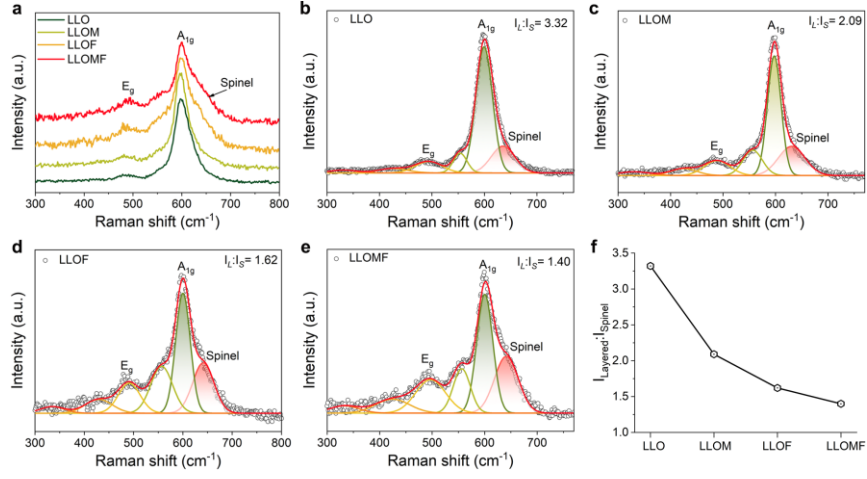 a
LLO
LLOM
LLOF
LLOMF
A1g
Eg
Spinel
Intensity (a.u.)
300 400 500 600 700 800
Raman shift (cm-1)
b
LLO
IL:IS= 3.32
A1g
Eg
Spinel
Intensity (a.u.)
300 400 500 600 700
Raman shift (cm-1)
c
LLOM
IL:IS= 2.09
A1g
Eg
Spinel
Intensity (a.u.)
300 400 500 600 700
Raman shift (cm-1)
d
LLOF
IL:IS= 1.62
A1g
Eg
Spinel
Intensity (a.u.)
300 400 500 600 700 800
Raman shift (cm-1)
e
LLOMF
IL:IS= 1.40
A1g
Eg
Spinel
Intensity (a.u.)
300 400 500 600 700
Raman shift (cm-1)
f
ILayered:ISpinel
3.5
3.0
2.5
2.0
1.5
1.0
LLO LLOM LLOF LLOMF